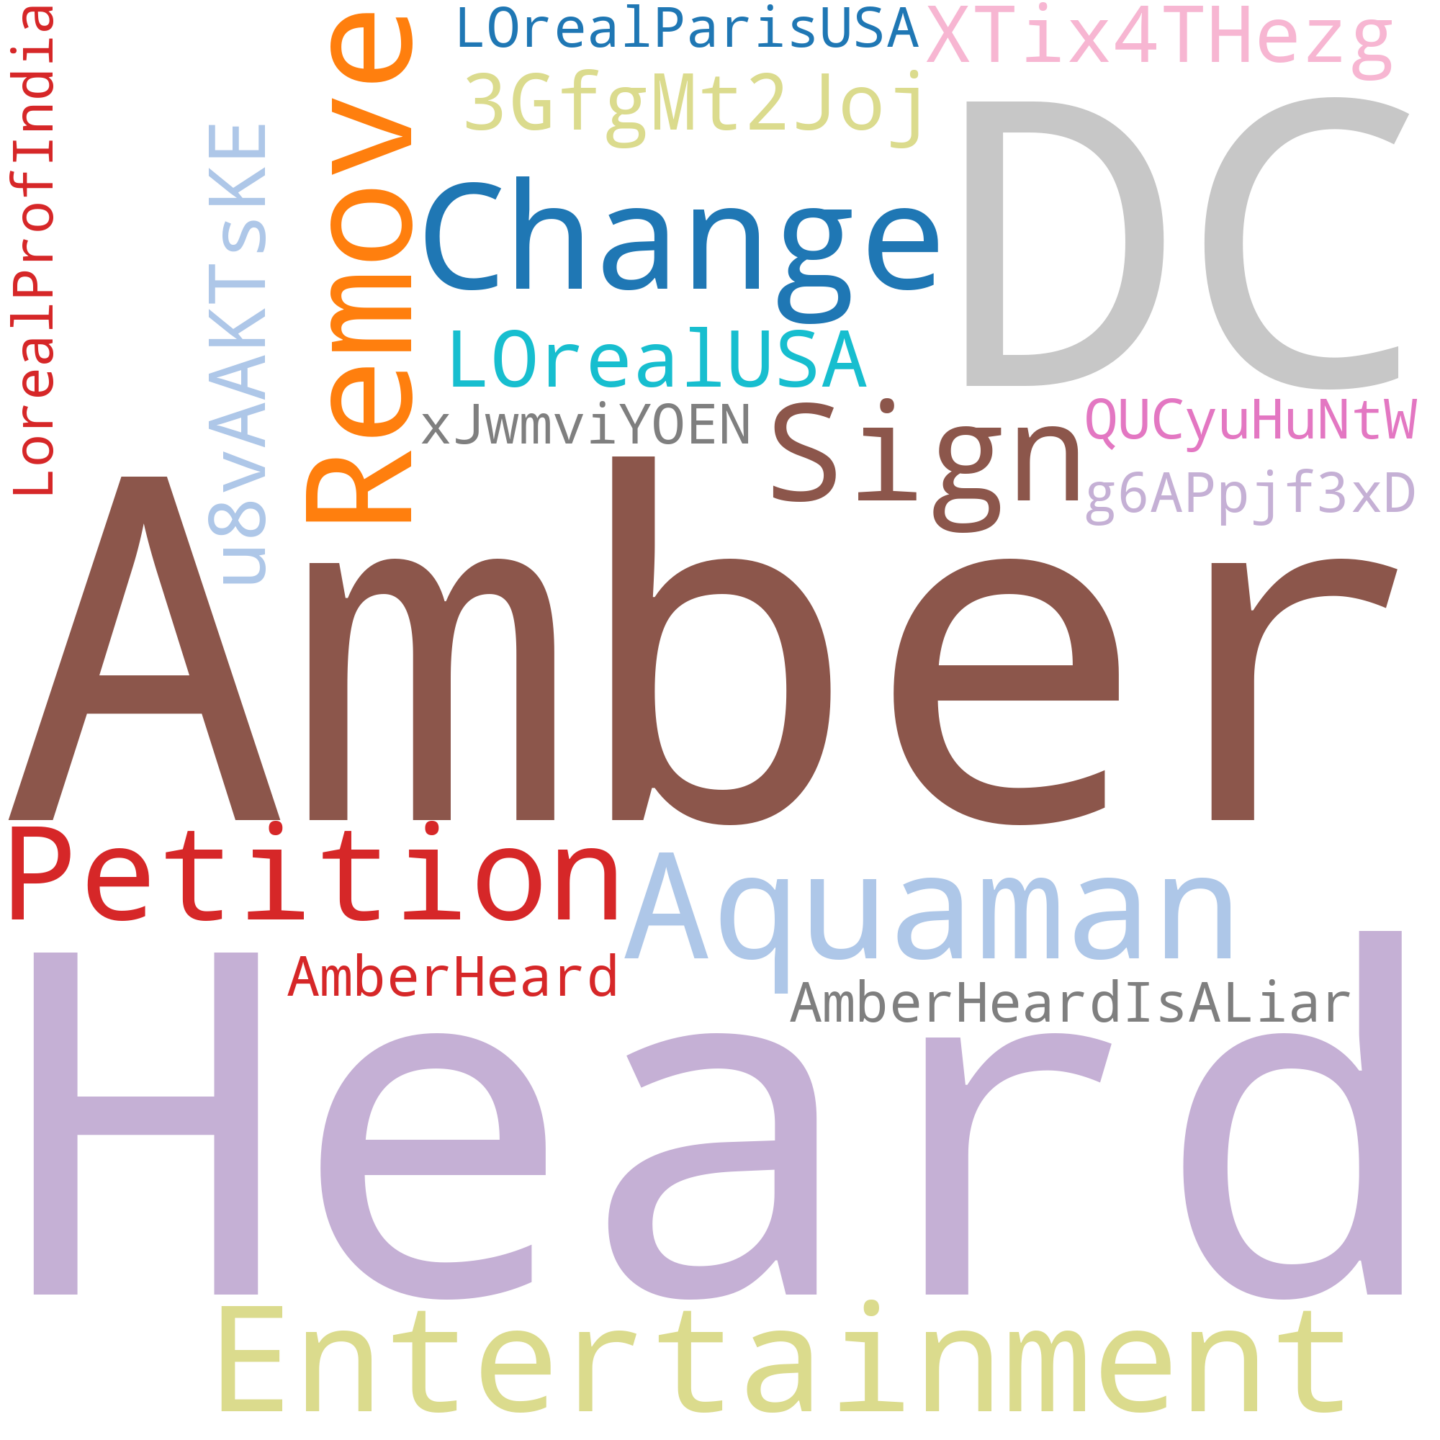 LorealProfIndia
u8vAAKTsKE
Remove
LOrealParisUSA
XTix4THezg
3GfgMt2Joj
DC
Change
LOrealUSA
xJwmviYOEN
Sign
QUCyuHuNtW
g6APpjf3xD
Amber
Petition
Aquaman
AmberHeard
AmberHeardIsALiar
Heard
Entertainment